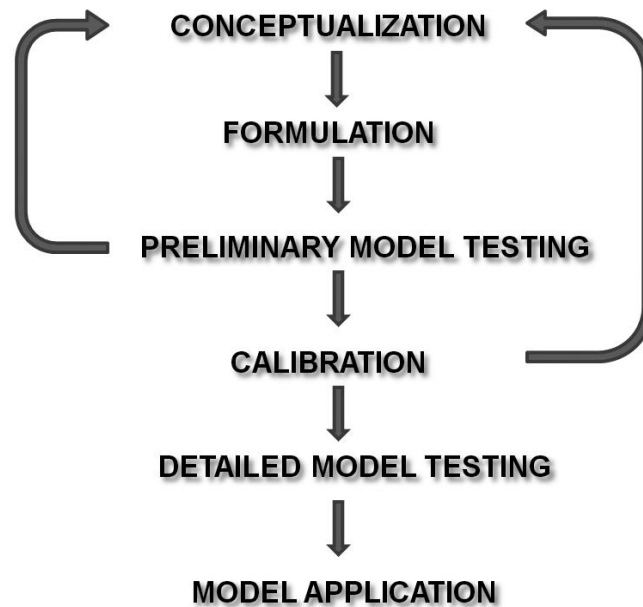 CONCEPTUALIZATION
FORMULATION
PRELIMINARY MODEL TESTING
CALIBRATION
DETAILED MODEL TESTING
MODEL APPLICATION